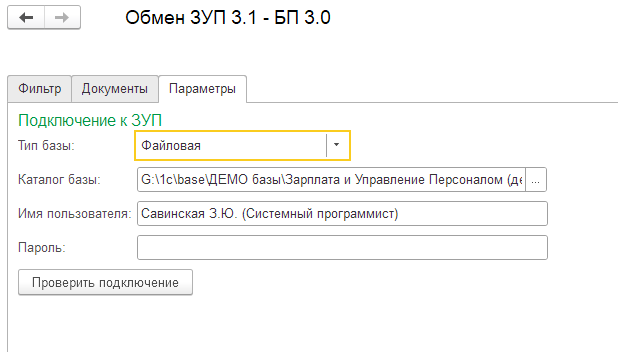 Обмен ЗУП 3.1 - БП 3.0
Фильтр Документы Параметры
Подключение к ЗУП
Тип базы: Файловая
Каталог базы: G:\1c\base\ДЕМО базы\Зарплата и Управление Персоналом (де ...
Имя пользователя: Савинская З.Ю. (Системный программист)
Пароль:
Проверить подключение